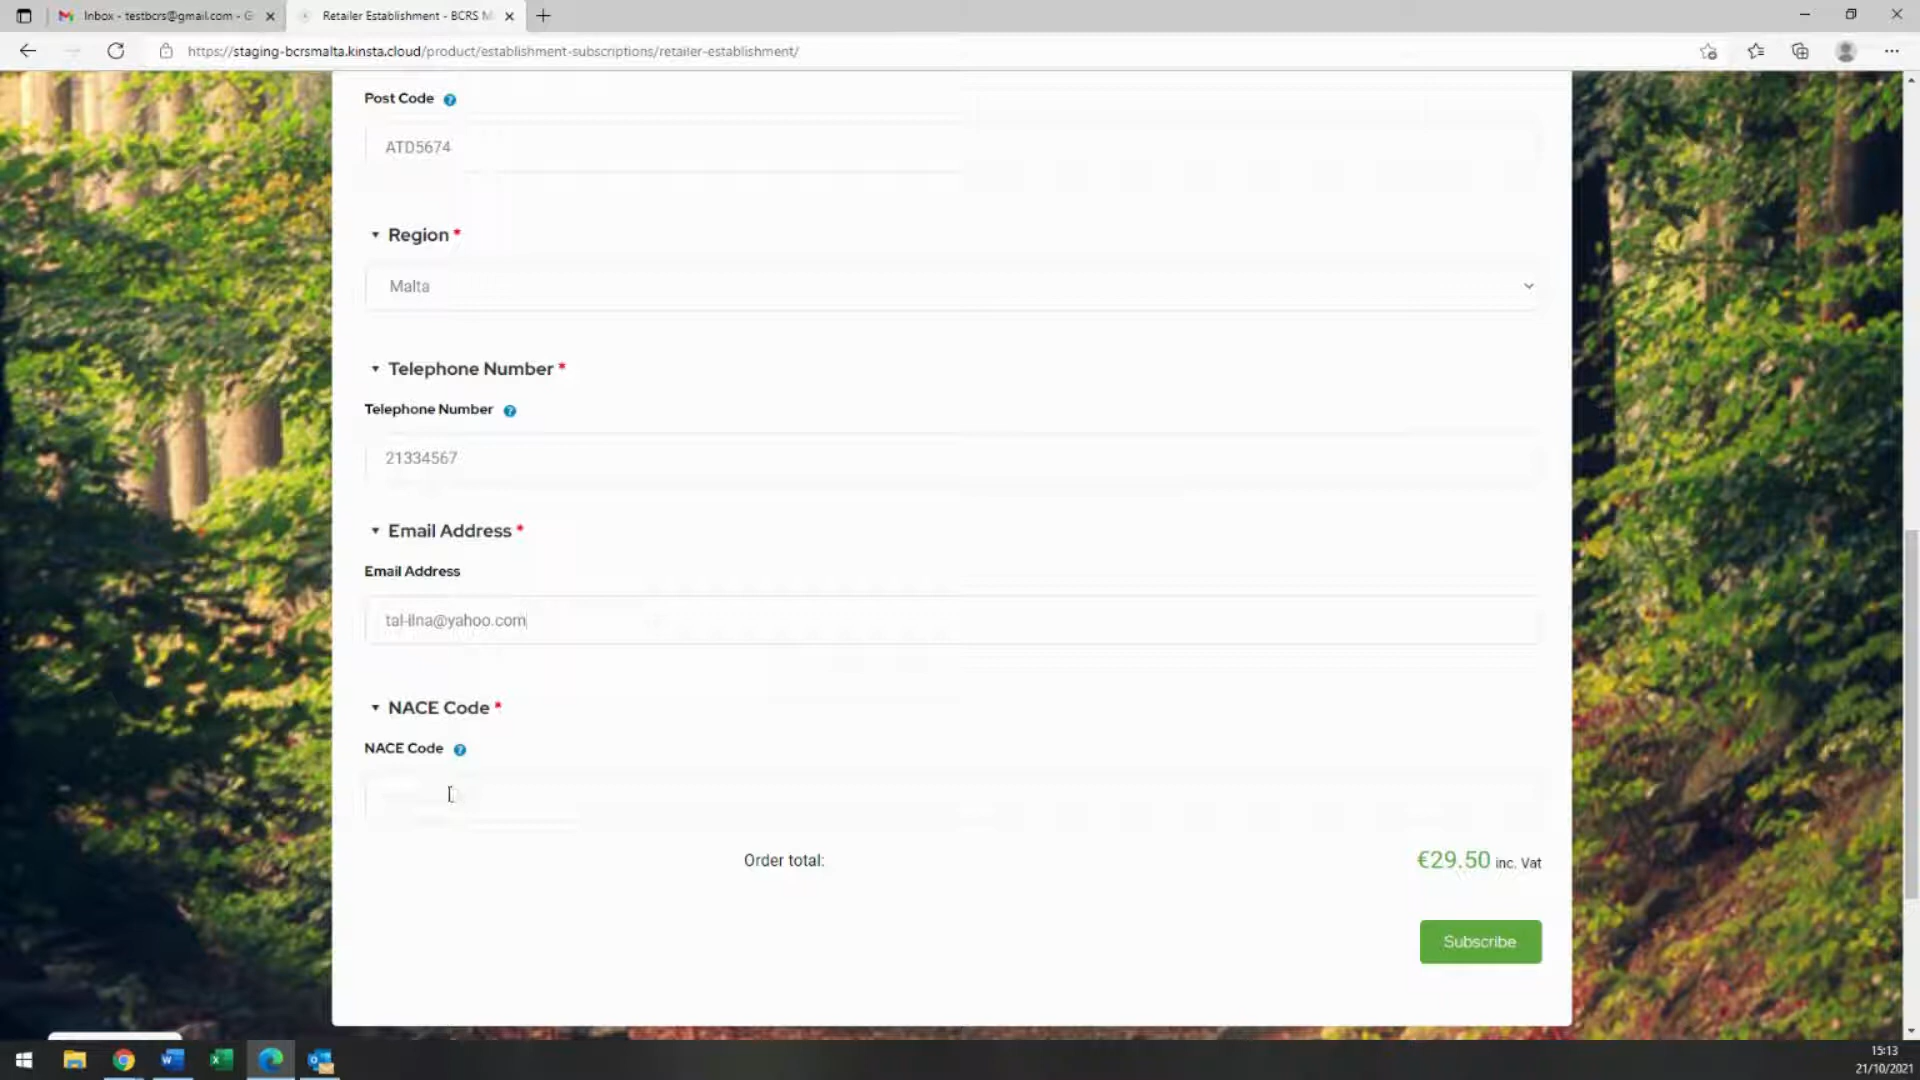 Inbox - testbcrs@gmail.com - G
Retailer Establishment - BCRS M
https://staging-bcrsmalta.kinsta.cloud/product/establishment-subscriptions/retailer-establishment/
Post Code
ATD5674
Region *
Malta
Telephone Number *
Telephone Number
21334567
Email Address *
Email Address
tal-ilna@yahoo.com
NACE Code *
NACE Code
Order total:
€29.50 inc. Vat
Subscribe
15:13
21/10/2021